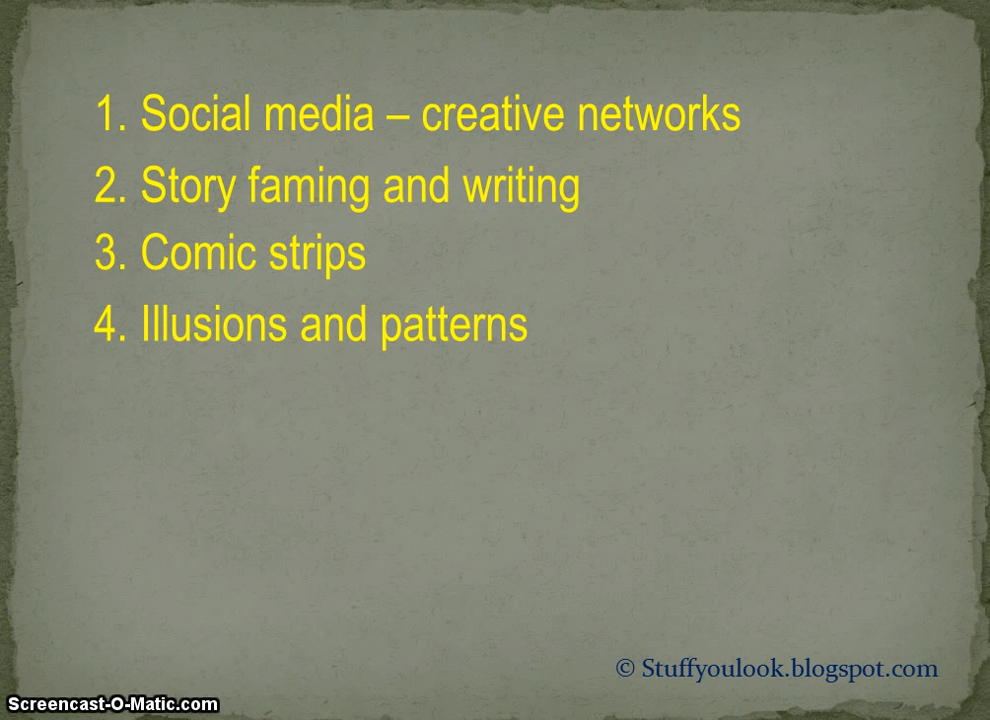 1. Social media – creative networks
2. Story faming and writing
3. Comic strips
4. Illusions and patterns
© Stuffyoulook.blogspot.com
Screencast-O-Matic.com